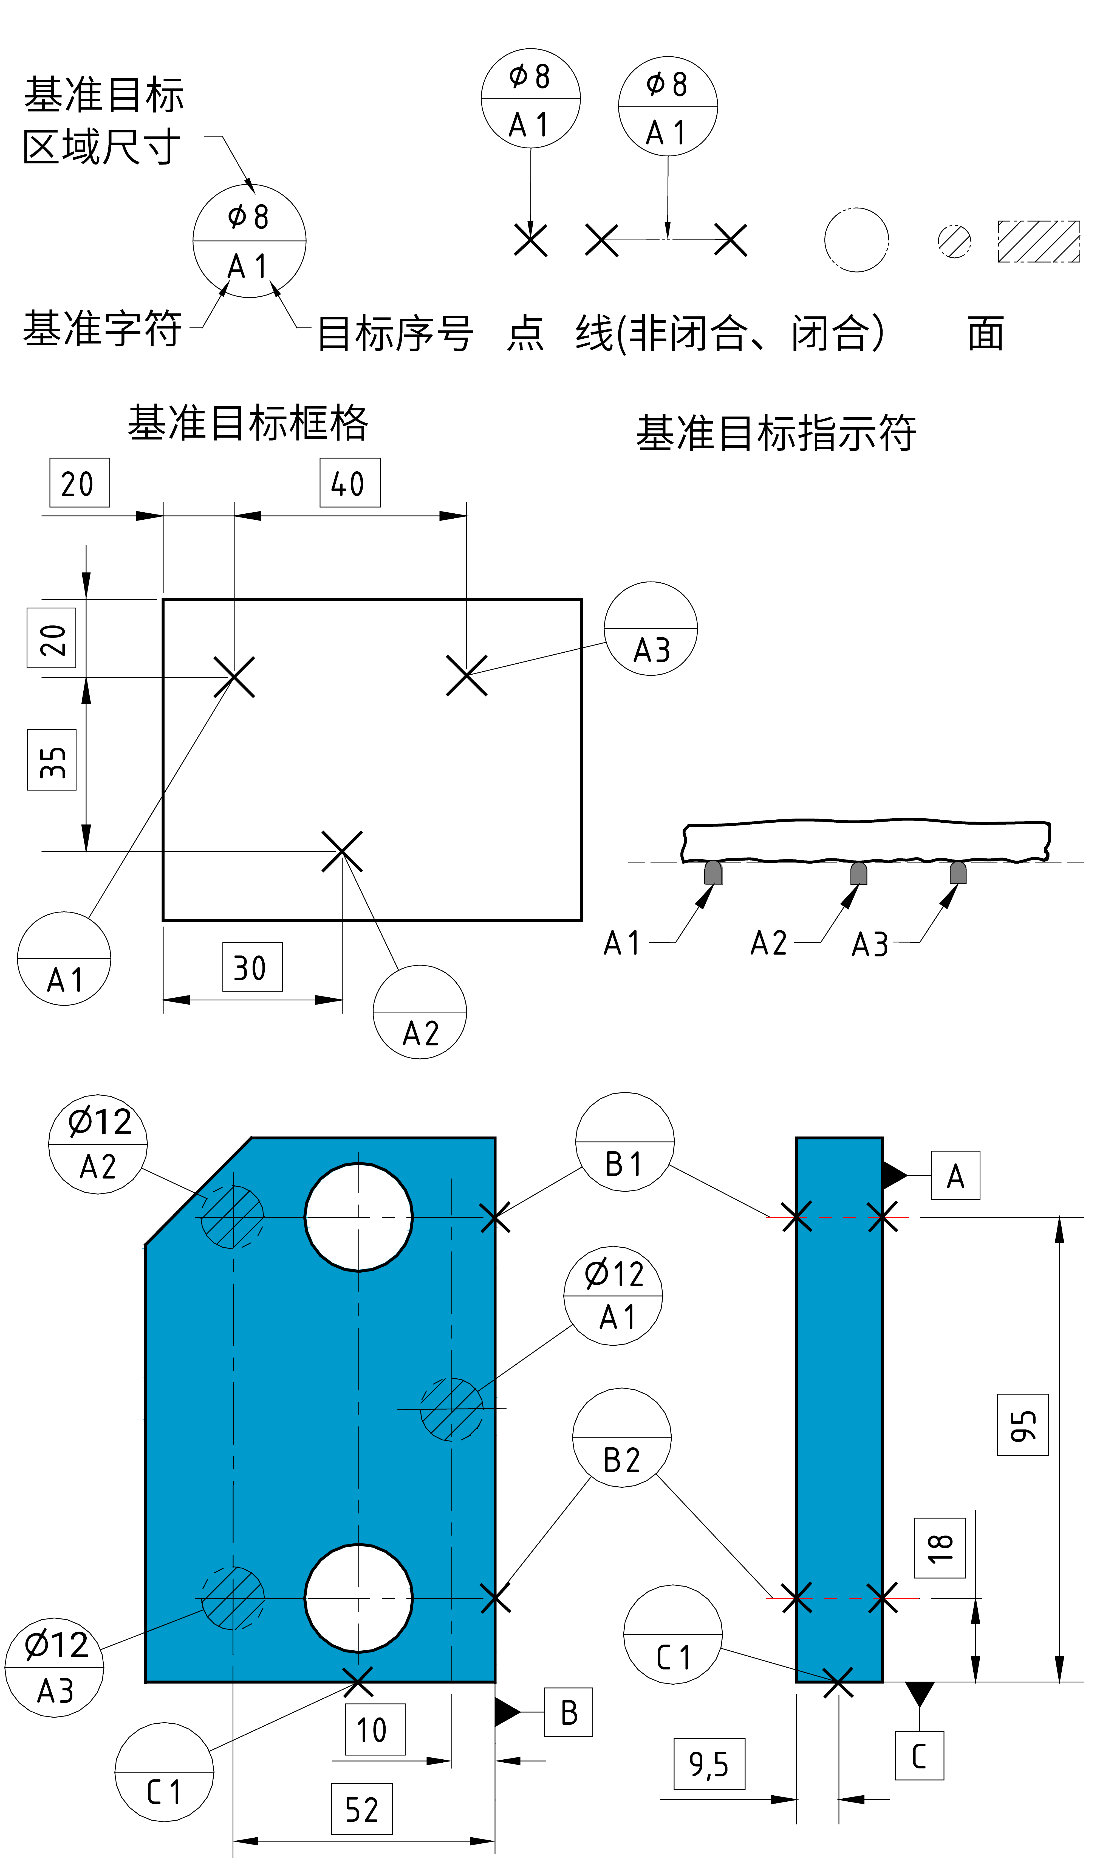 基准目标
区域尺寸
ϕ8
A1
基准字符
目标序号
ϕ8
A1
ϕ8
A1
点
线(非闭合、闭合）
面
基准目标框格
基准目标指示符
20
40
20
35
A3
A1
30
A2
A1
A2
A3
Ø12
A2
B1
A
Ø12
A1
B2
95
18
Ø12
A3
C1
C1
10
B
52
9,5
C